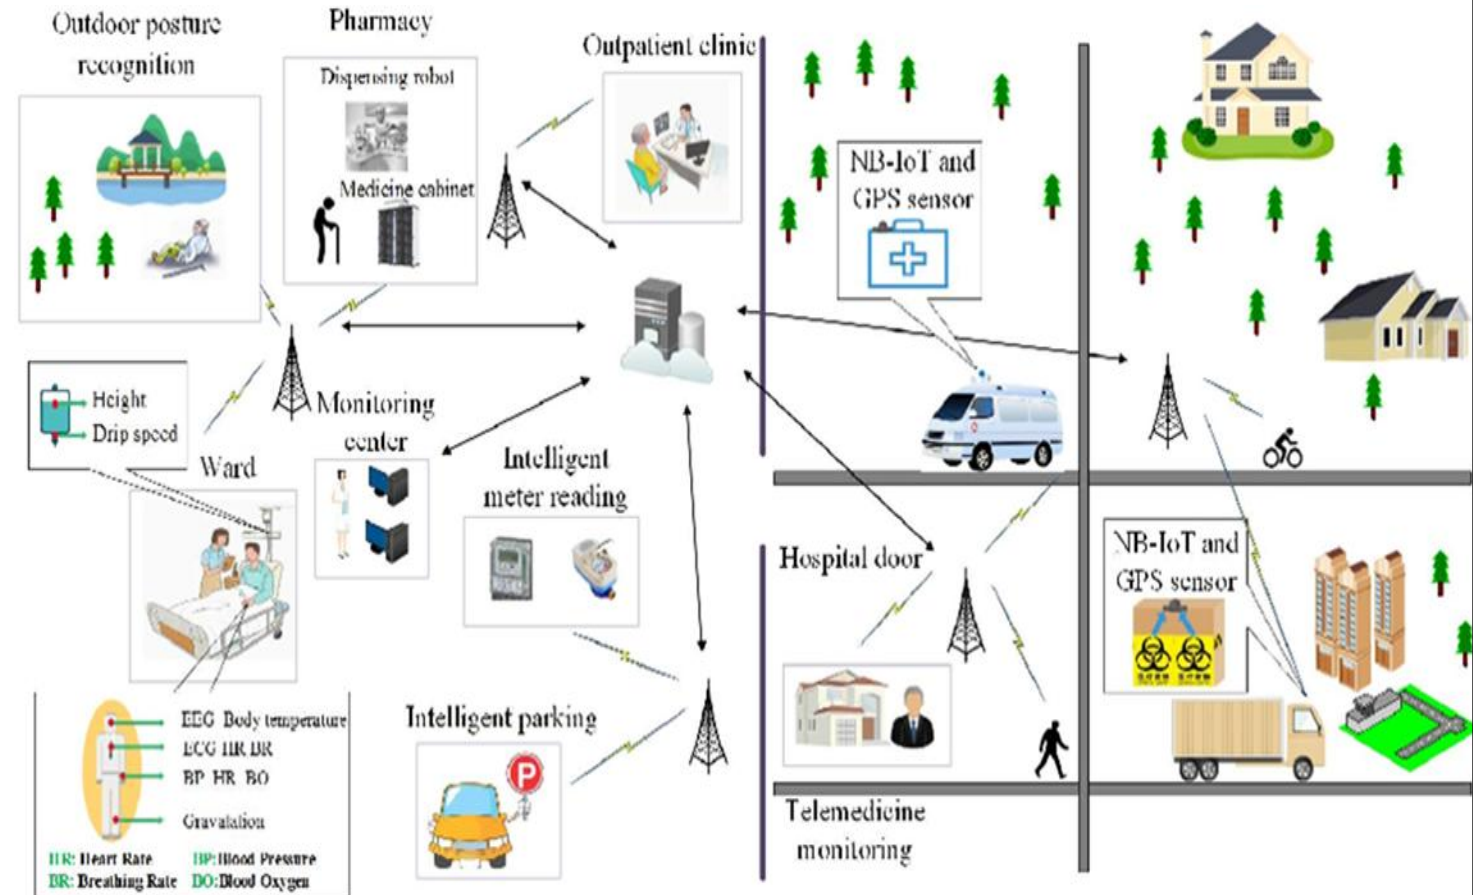 Outdoor posture
recognition
Pharmacy
Dispensing robot
Medicine cabinet
Outpatient clinic
NB-IoT and
GPS sensor
Height
Drip speed
Ward
Monitoring
center
Intelligent
meter reading
Hospital door
NB-IoT and
GPS sensor
P
Intelligent parking
EEG Body temperature
ECG HR BR
BP HR BO
Gravatation
HR: Heart Rate BP: Blood Pressure
BR: Breathing Rate BO: Blood Oxygen
Telemedicine
monitoring